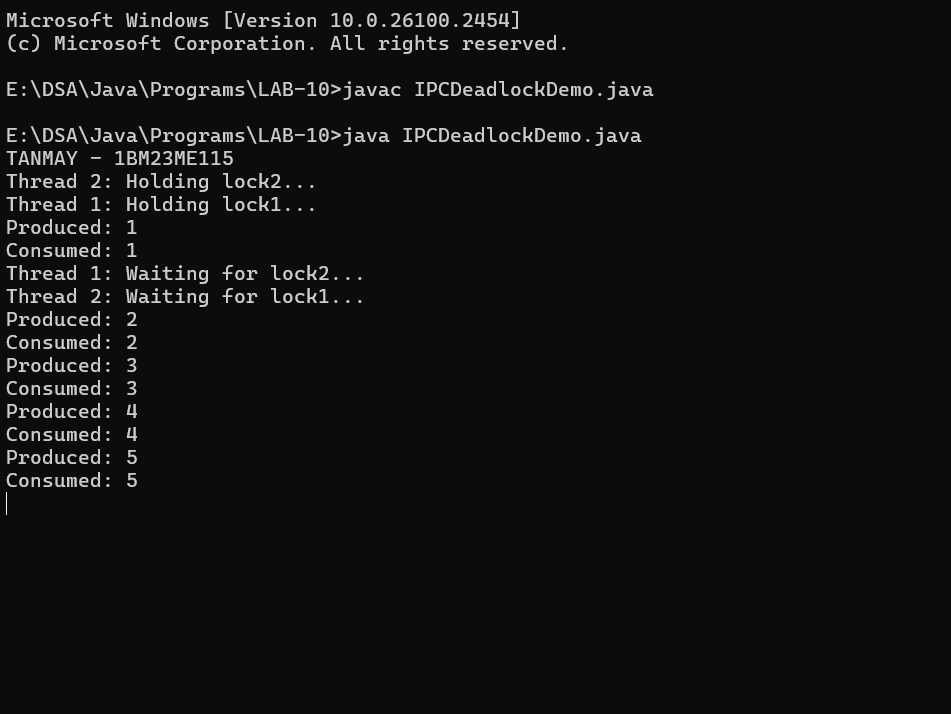 Microsoft Windows [Version 10.0.26100.2454]
(c) Microsoft Corporation. All rights reserved.
E:\DSA\Java\Programs\LAB-10>javac IPCDeadlockDemo.java
E:\DSA\Java\Programs\LAB-10>java IPCDeadlockDemo.java
TANMAY - 1BM23ME115
Thread 2: Holding lock2...
Thread 1: Holding lock1...
Produced: 1
Consumed: 1
Thread 1: Waiting for lock2...
Thread 2: Waiting for lock1...
Produced: 2
Consumed: 2
Produced: 3
Consumed: 3
Produced: 4
Consumed: 4
Produced: 5
Consumed: 5